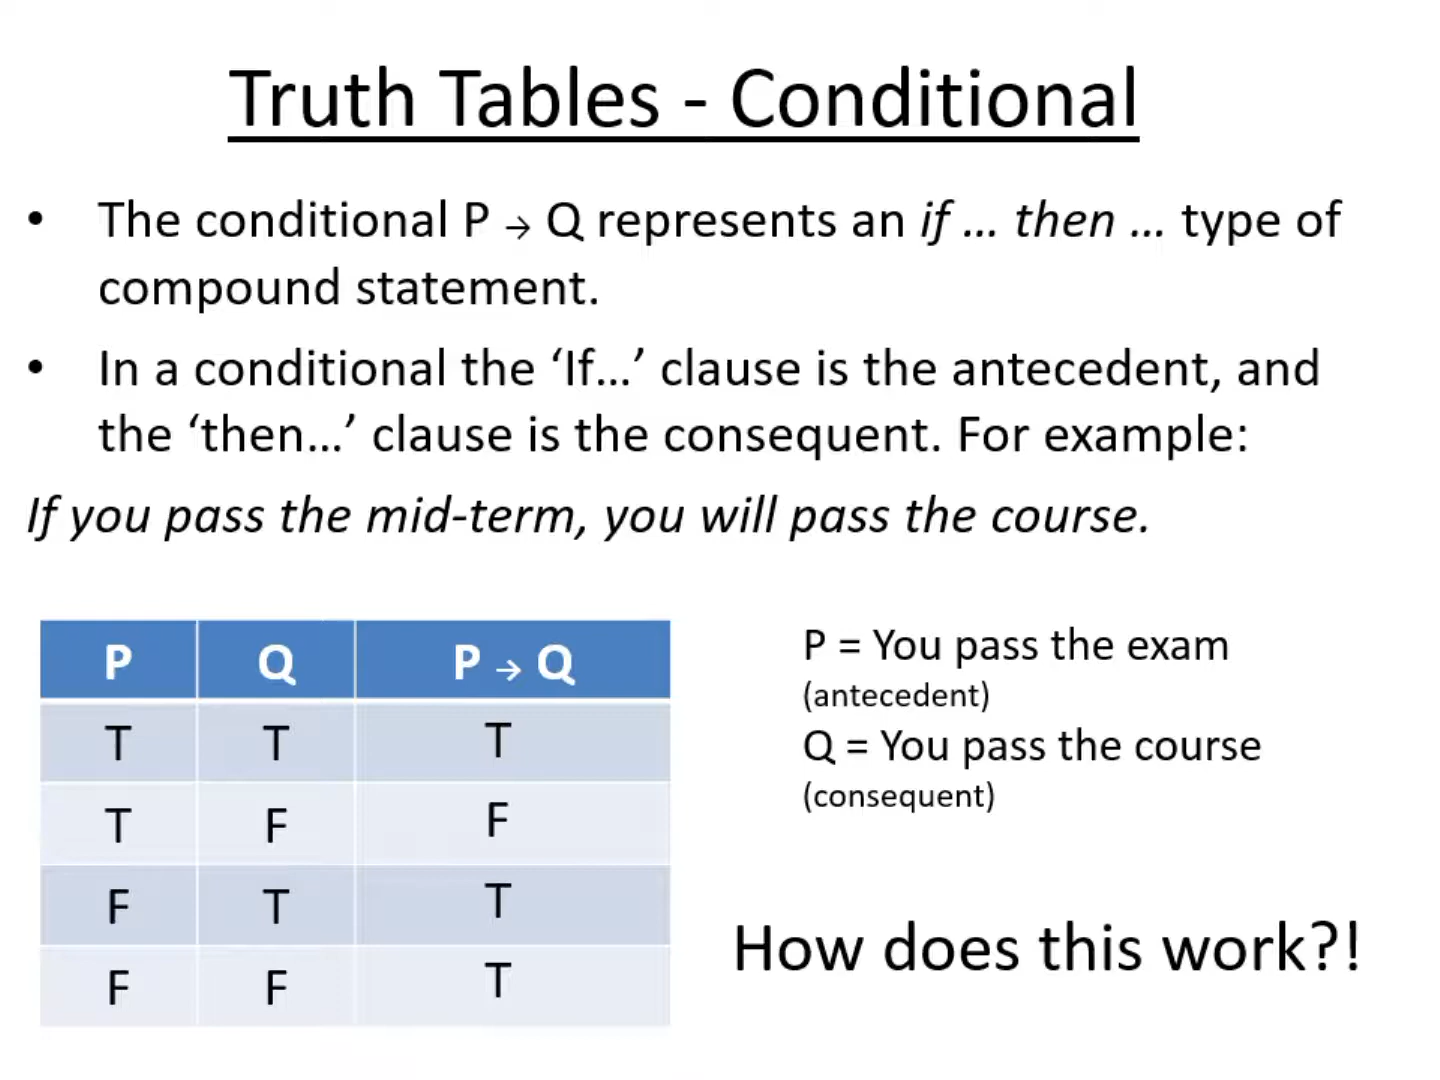 Truth Tables - Conditional
• The conditional P → Q represents an if … then … type of
compound statement.
• In a conditional the ‘If…’ clause is the antecedent, and
the ‘then…’ clause is the consequent. For example:
If you pass the mid-term, you will pass the course.
P Q P → Q
T T T
T F F
F T T
F F T
P = You pass the exam
(antecedent)
Q = You pass the course
(consequent)
How does this work?!